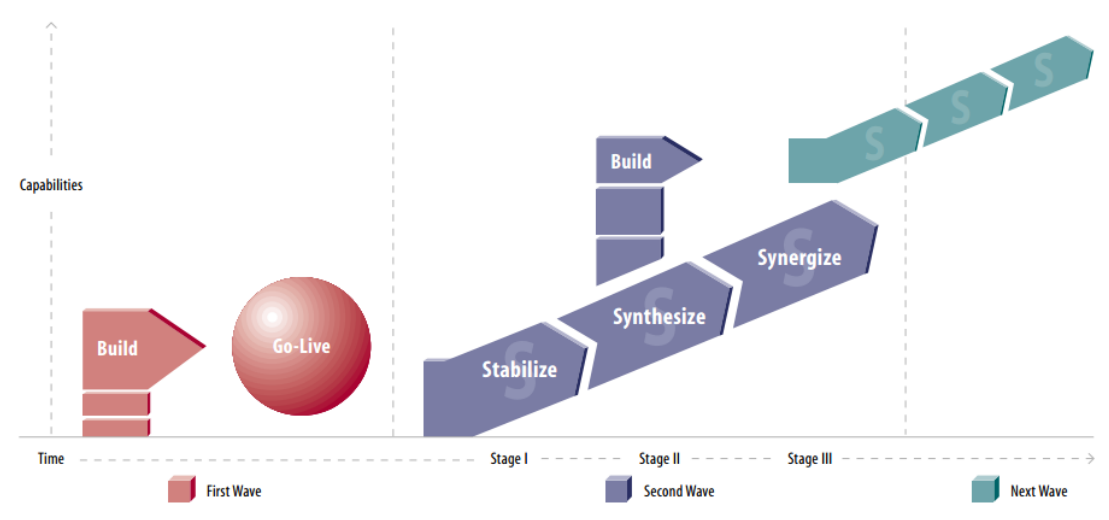 Capabilities
Build
Go-Live
Build
Stabilize
S
Synthesize
S
Synergize
S
S
S
S
Time
Stage I
Stage II
Stage III
First Wave
Second Wave
Next Wave